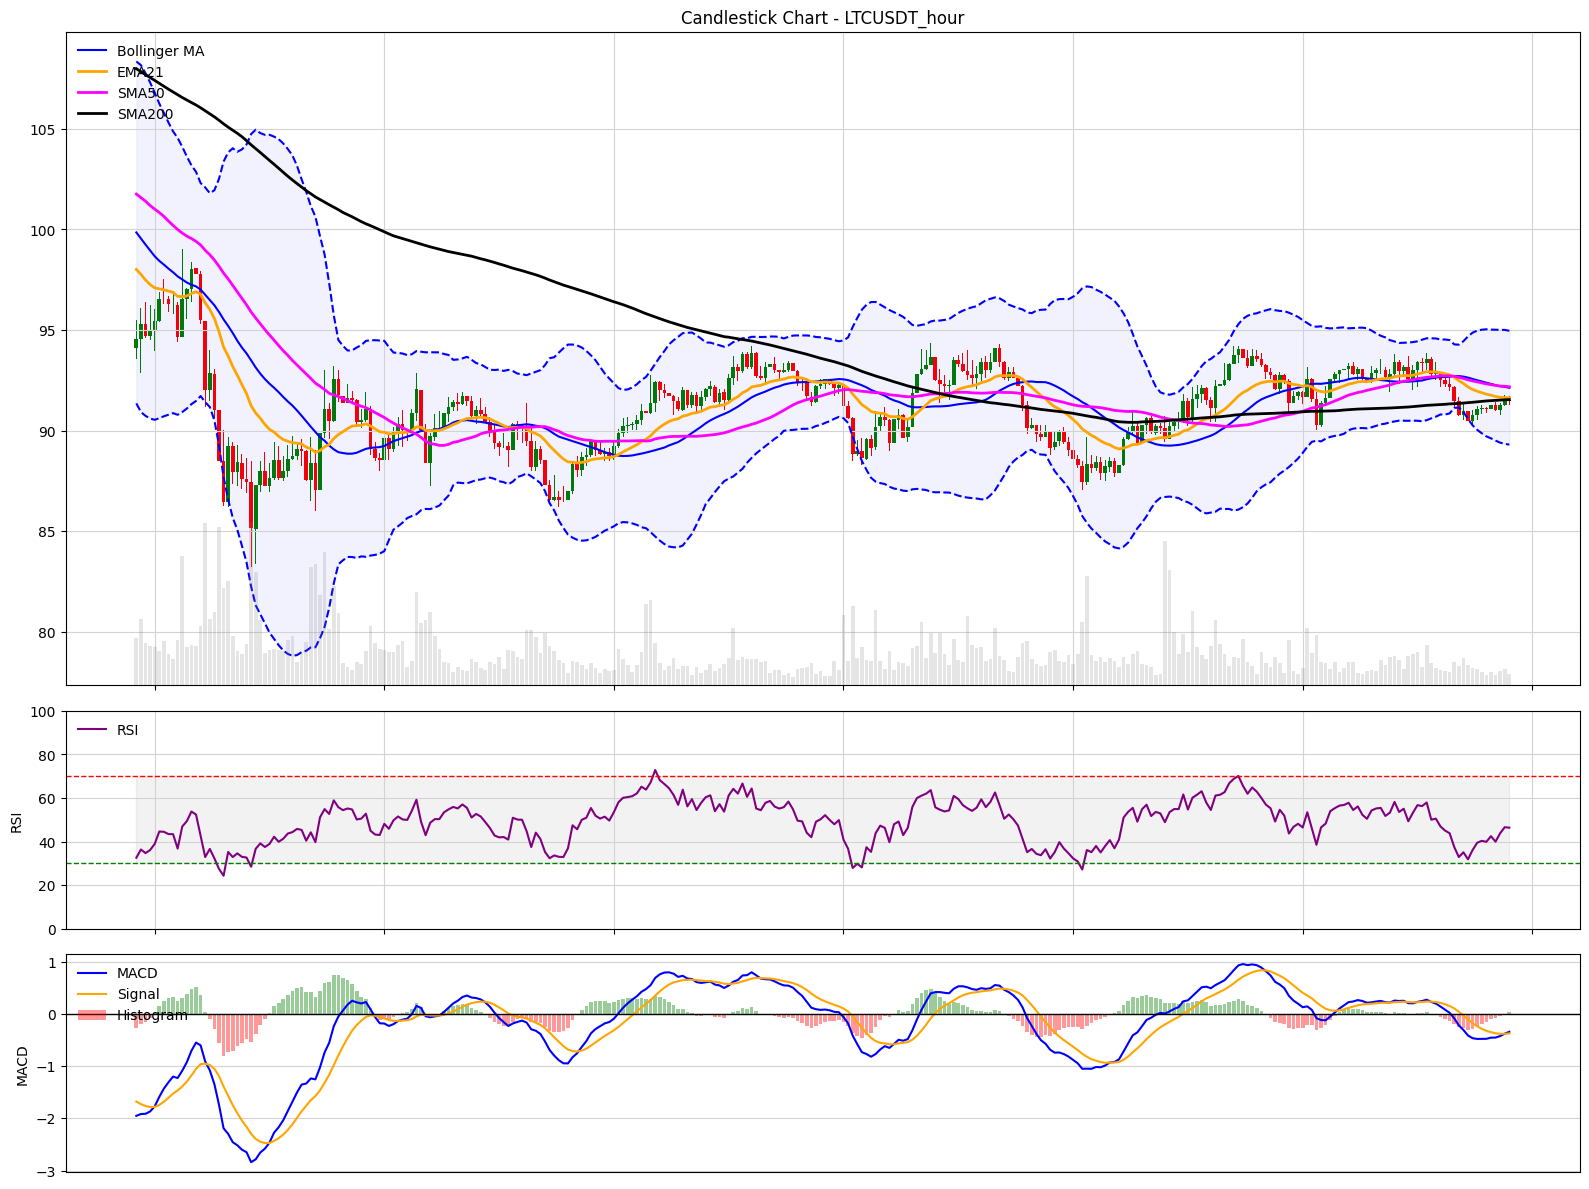 Candlestick Chart - LTCUSDT_hour
Bollinger MA
EMA21
SMA50
SMA200
105
100
95
90
85
80
RSI
100
80
60
40
20
0
RSI
MACD
Signal
Histogram
1
0
−1
−2
−3
MACD